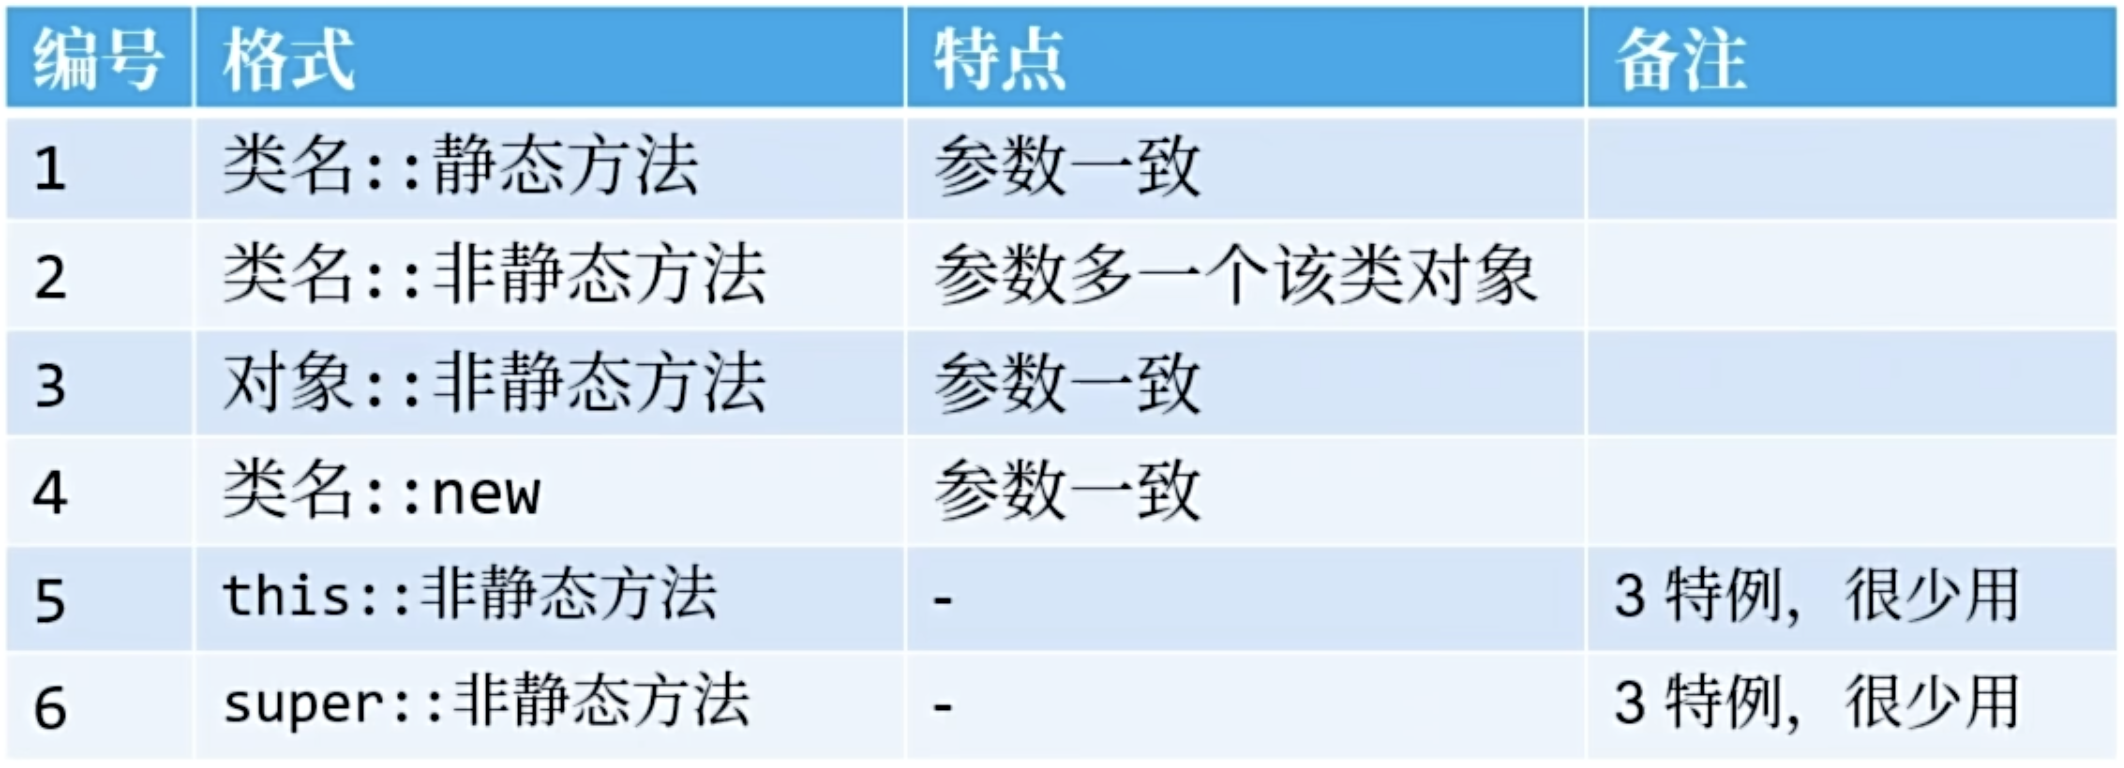 编号 格式 特点 备注
1 类名::静态方法 参数一致
2 类名::非静态方法 参数多一个该类对象
3 对象::非静态方法 参数一致
4 类名::new 参数一致
5 this::非静态方法 - 3 特例，很少用
6 super::非静态方法 - 3 特例，很少用